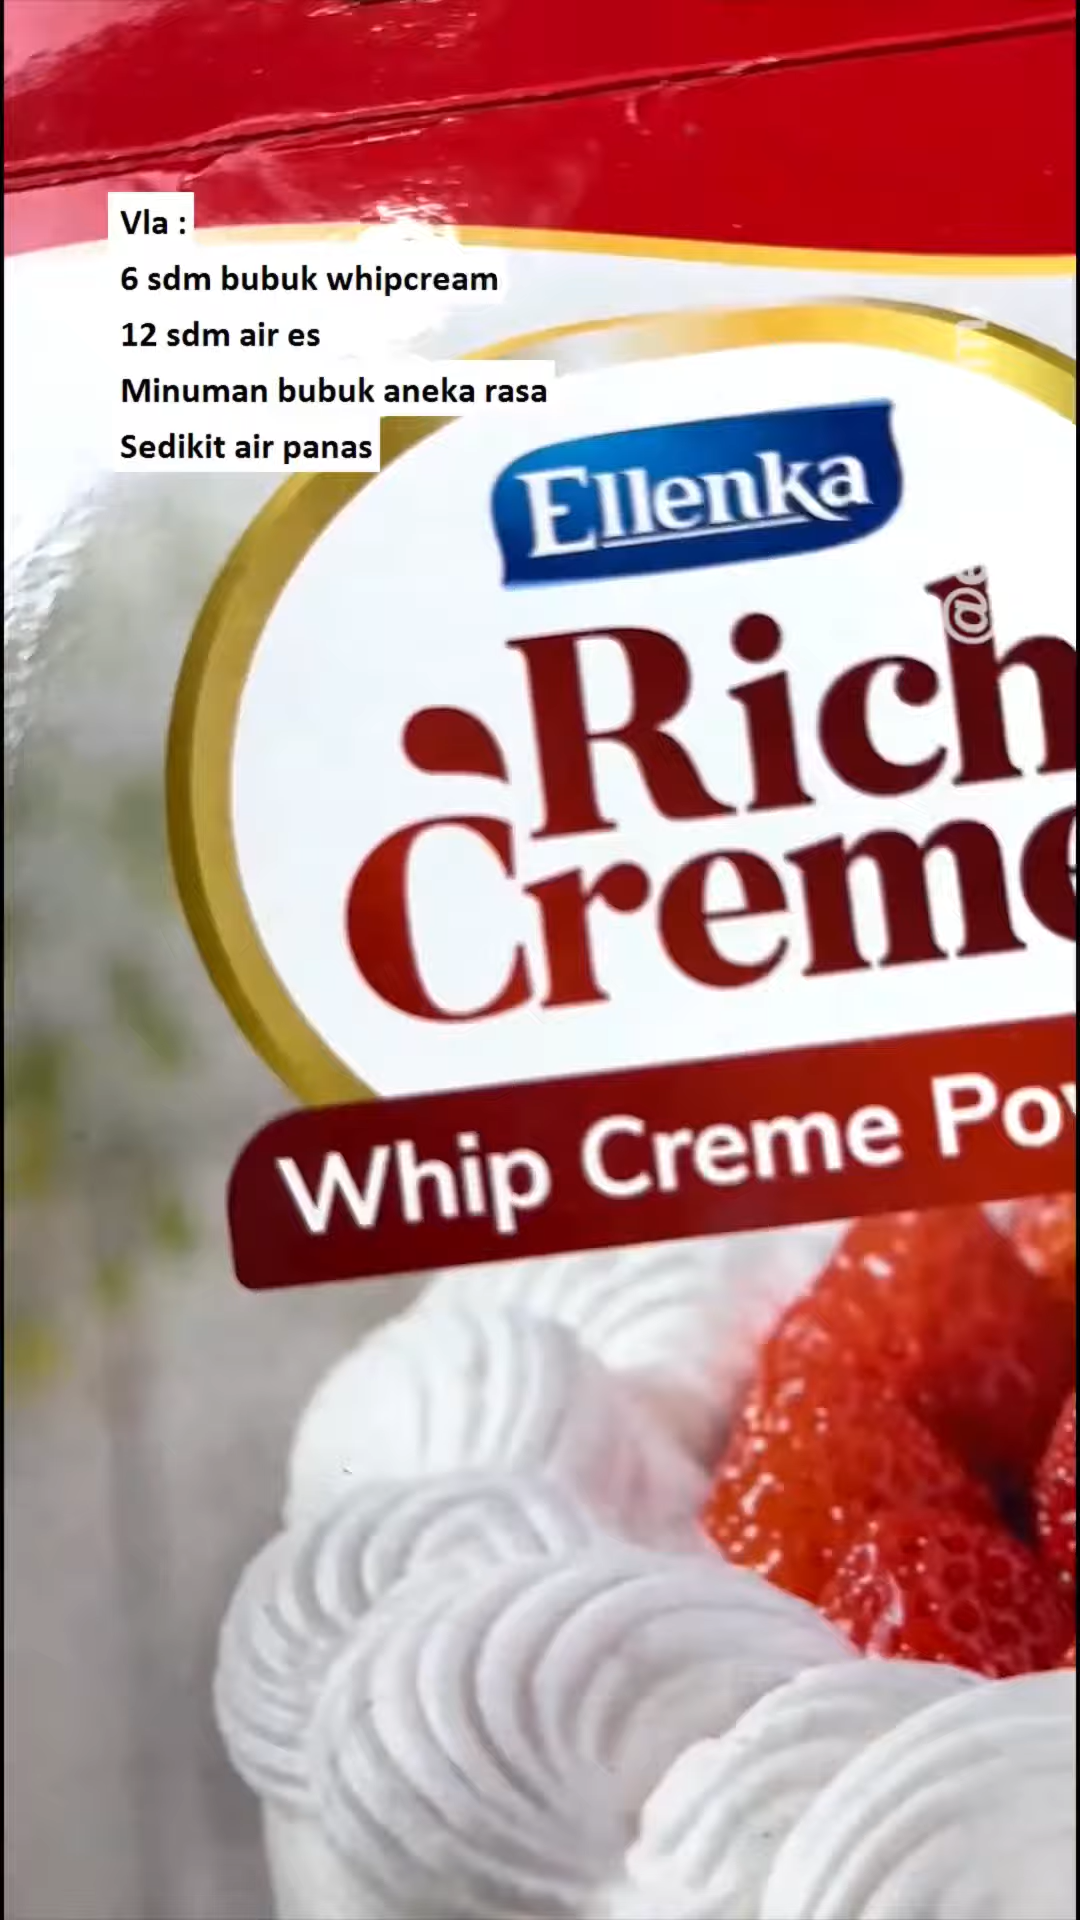 Vla :
6 sdm bubuk whipcream
12 sdm air es
Minuman bubuk aneka rasa
Sedikit air panas
Ellenka
Rich
Creme
Whip Creme